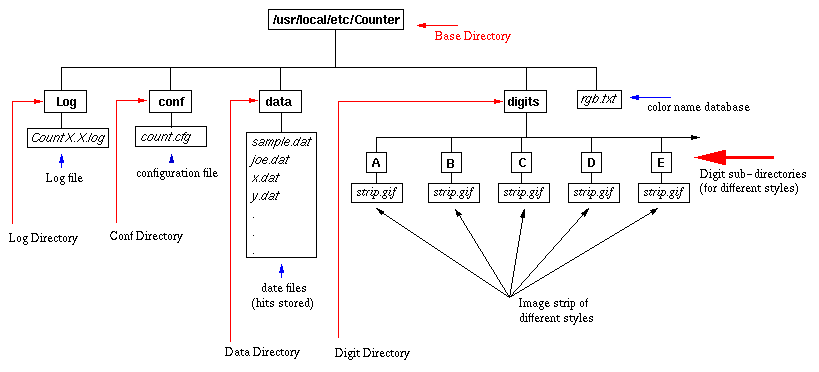 /usr/local/etc/Counter
Base Directory
Log
conf
data
digits
rgb.txt
color name database
CountX.X.log
count.cfg
sample.dat
joe.dat
x.dat
y.dat
.
.
.
Log file
configuration file
A
B
C
D
E
Digit sub-directories
(for different styles)
strip.gif
strip.gif
strip.gif
strip.gif
strip.gif
Log Directory
Conf Directory
date files
(hits stored)
Image strip of
different styles
Data Directory
Digit Directory